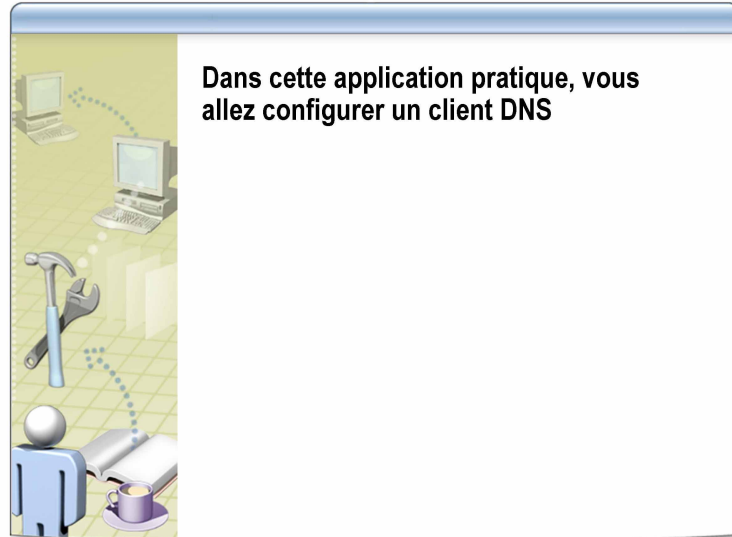 Dans cette application pratique, vous
allez configurer un client DNS